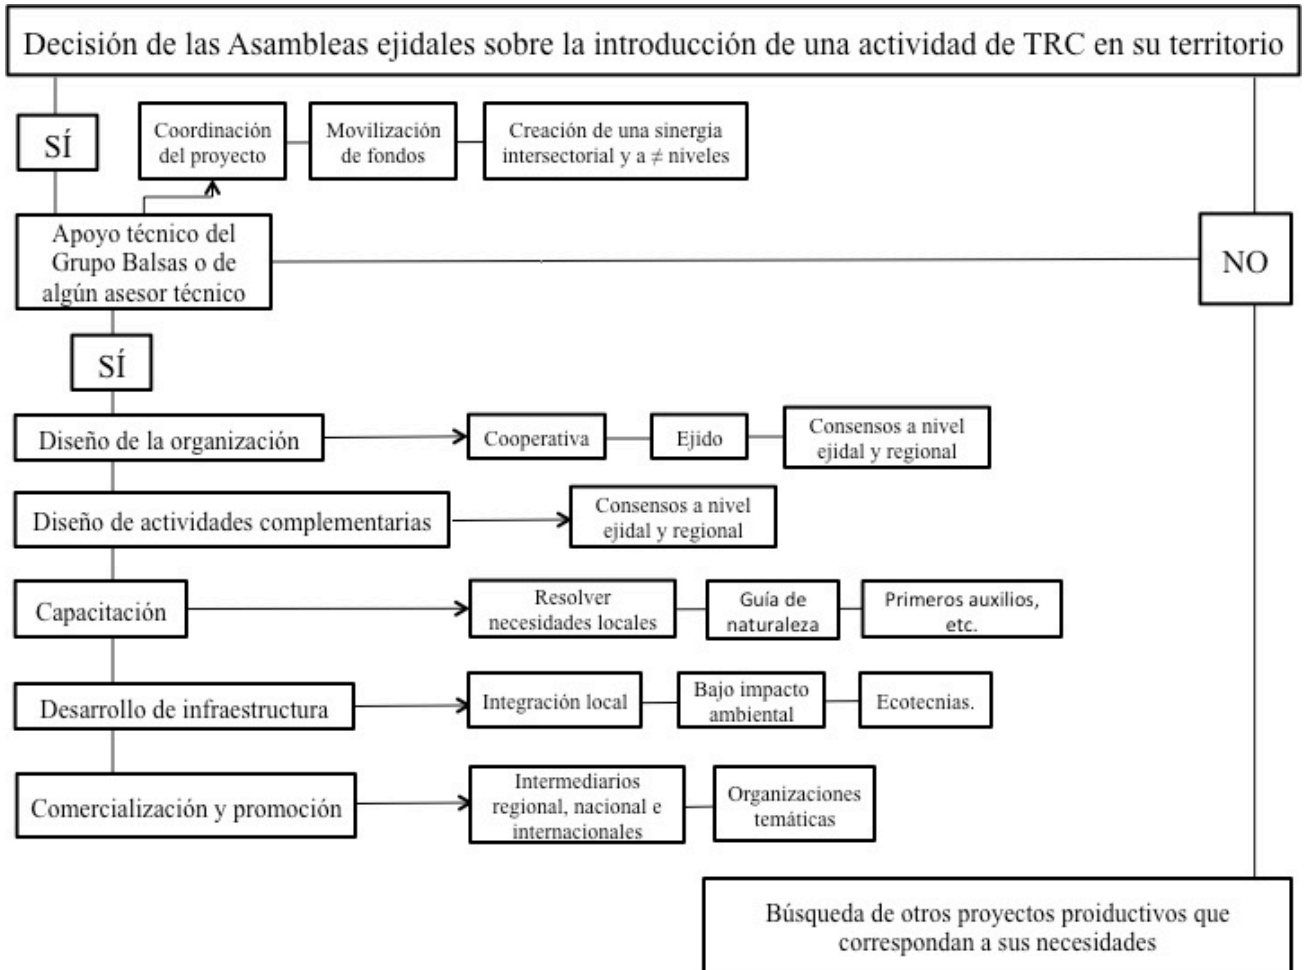 Decisión de las Asambleas ejidales sobre la introducción de una actividad de TRC en su territorio
SÍ
Coordinación
del proyecto
Movilización
de fondos
Creación de una sinergia
intersectorial y a ≠ niveles
Apoyo técnico del
Grupo Balsas o de
algún asesor técnico
NO
SÍ
Diseño de la organización
Cooperativa
Ejido
Consensos a nivel
ejidal y regional
Diseño de actividades complementarias
Consensos a nivel
ejidal y regional
Capacitación
Resolver
necesidades locales
Guía de
naturaleza
Primeros auxilios,
etc.
Desarrollo de infraestructura
Integración local
Bajo impacto
ambiental
Ecotecnias.
Comercialización y promoción
Intermediarios
regional, nacional e
internacionales
Organizaciones
temáticas
Búsqueda de otros proyectos proiductivos que
correspondan a sus necesidades